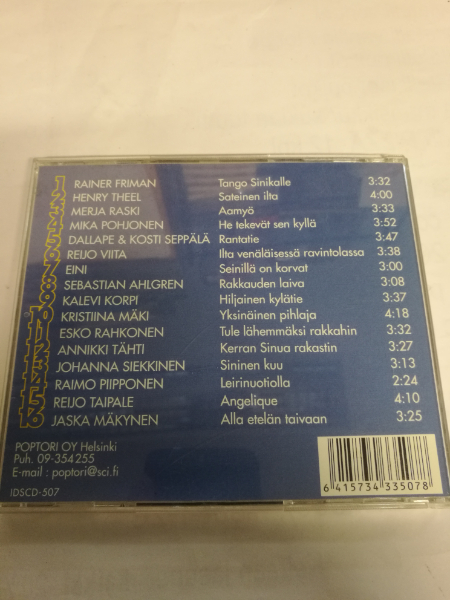 1 RAINER FRIMAN Tango Sinikalle 3:32
2 HENRY THEEL Sateinen ilta 4:00
3 MERJA RASKI Aamyö 3:33
4 MIKA POHJONEN He tekevät sen kyllä 3:52
5 DALLAPE & KOSTI SEPPÄLÄ Rantatie 3:47
6 REIJO VIITA Ilta venäläisessä ravintolassa 3:38
7 EINI Seinillä on korvat 3:00
8 SEBASTIAN AHLGREN Rakkauden laiva 3:08
9 KALEVI KORPI Hiljainen kylätie 3:37
10 KRISTIINA MÄKI Yksinäinen pihlaja 4:18
11 ESKO RAHKONEN Tule lähemmäksi rakkahin 3:32
12 ANNIKKI TÄHTI Kerran Sinua rakastin 3:27
13 JOHANNA SIEKKINEN Sininen kuu 3:13
14 RAIMO PIIPPONEN Leirinuotiolla 2:24
15 REIJO TAIPALE Angelique 4:10
16 JASKA MÄKYNEN Alla etelän taivaan 3:25
POPTORI OY Helsinki
Puh. 09-354 255
E-mail : poptori@sci.fi
IDSCD-507
6 415734 335078